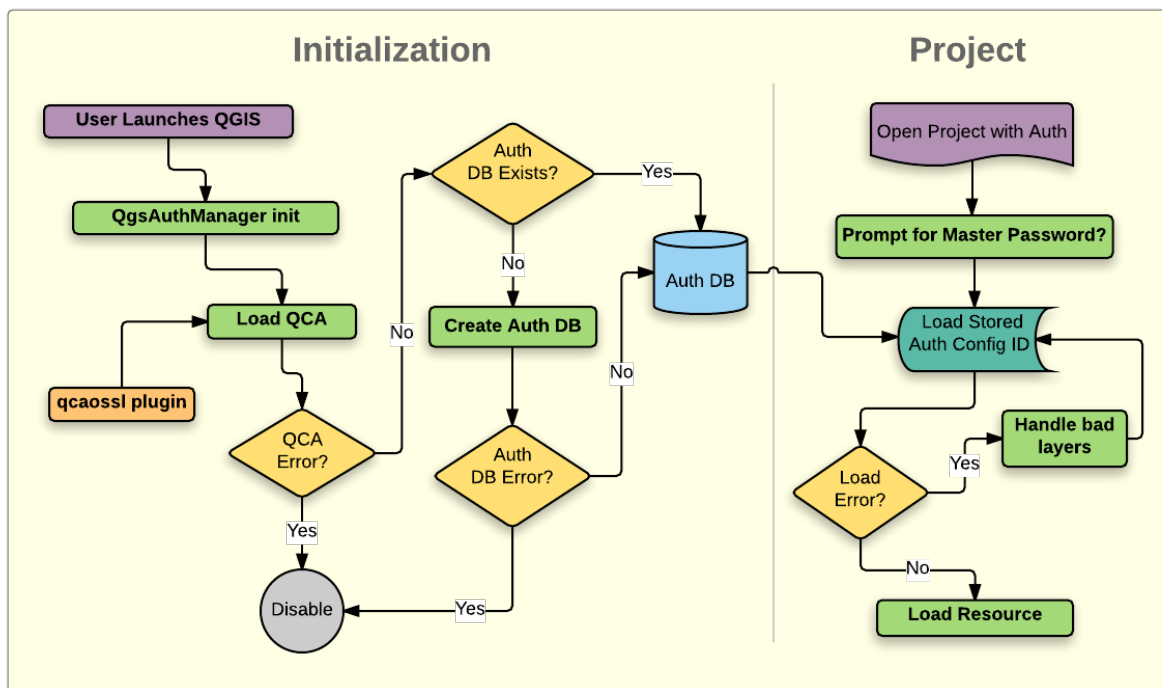 Initialization
User Launches QGIS
QgsAuthManager init
Load QCA
qcaossl plugin
QCA
Error?
Yes
Disable
No
Auth
DB Exists?
Yes
No
Create Auth DB
Auth
DB Error?
No
Yes
Auth DB
Project
Open Project with Auth
Prompt for Master Password?
Load Stored
Auth Config ID
Load
Error?
Yes
Handle bad
layers
No
Load Resource